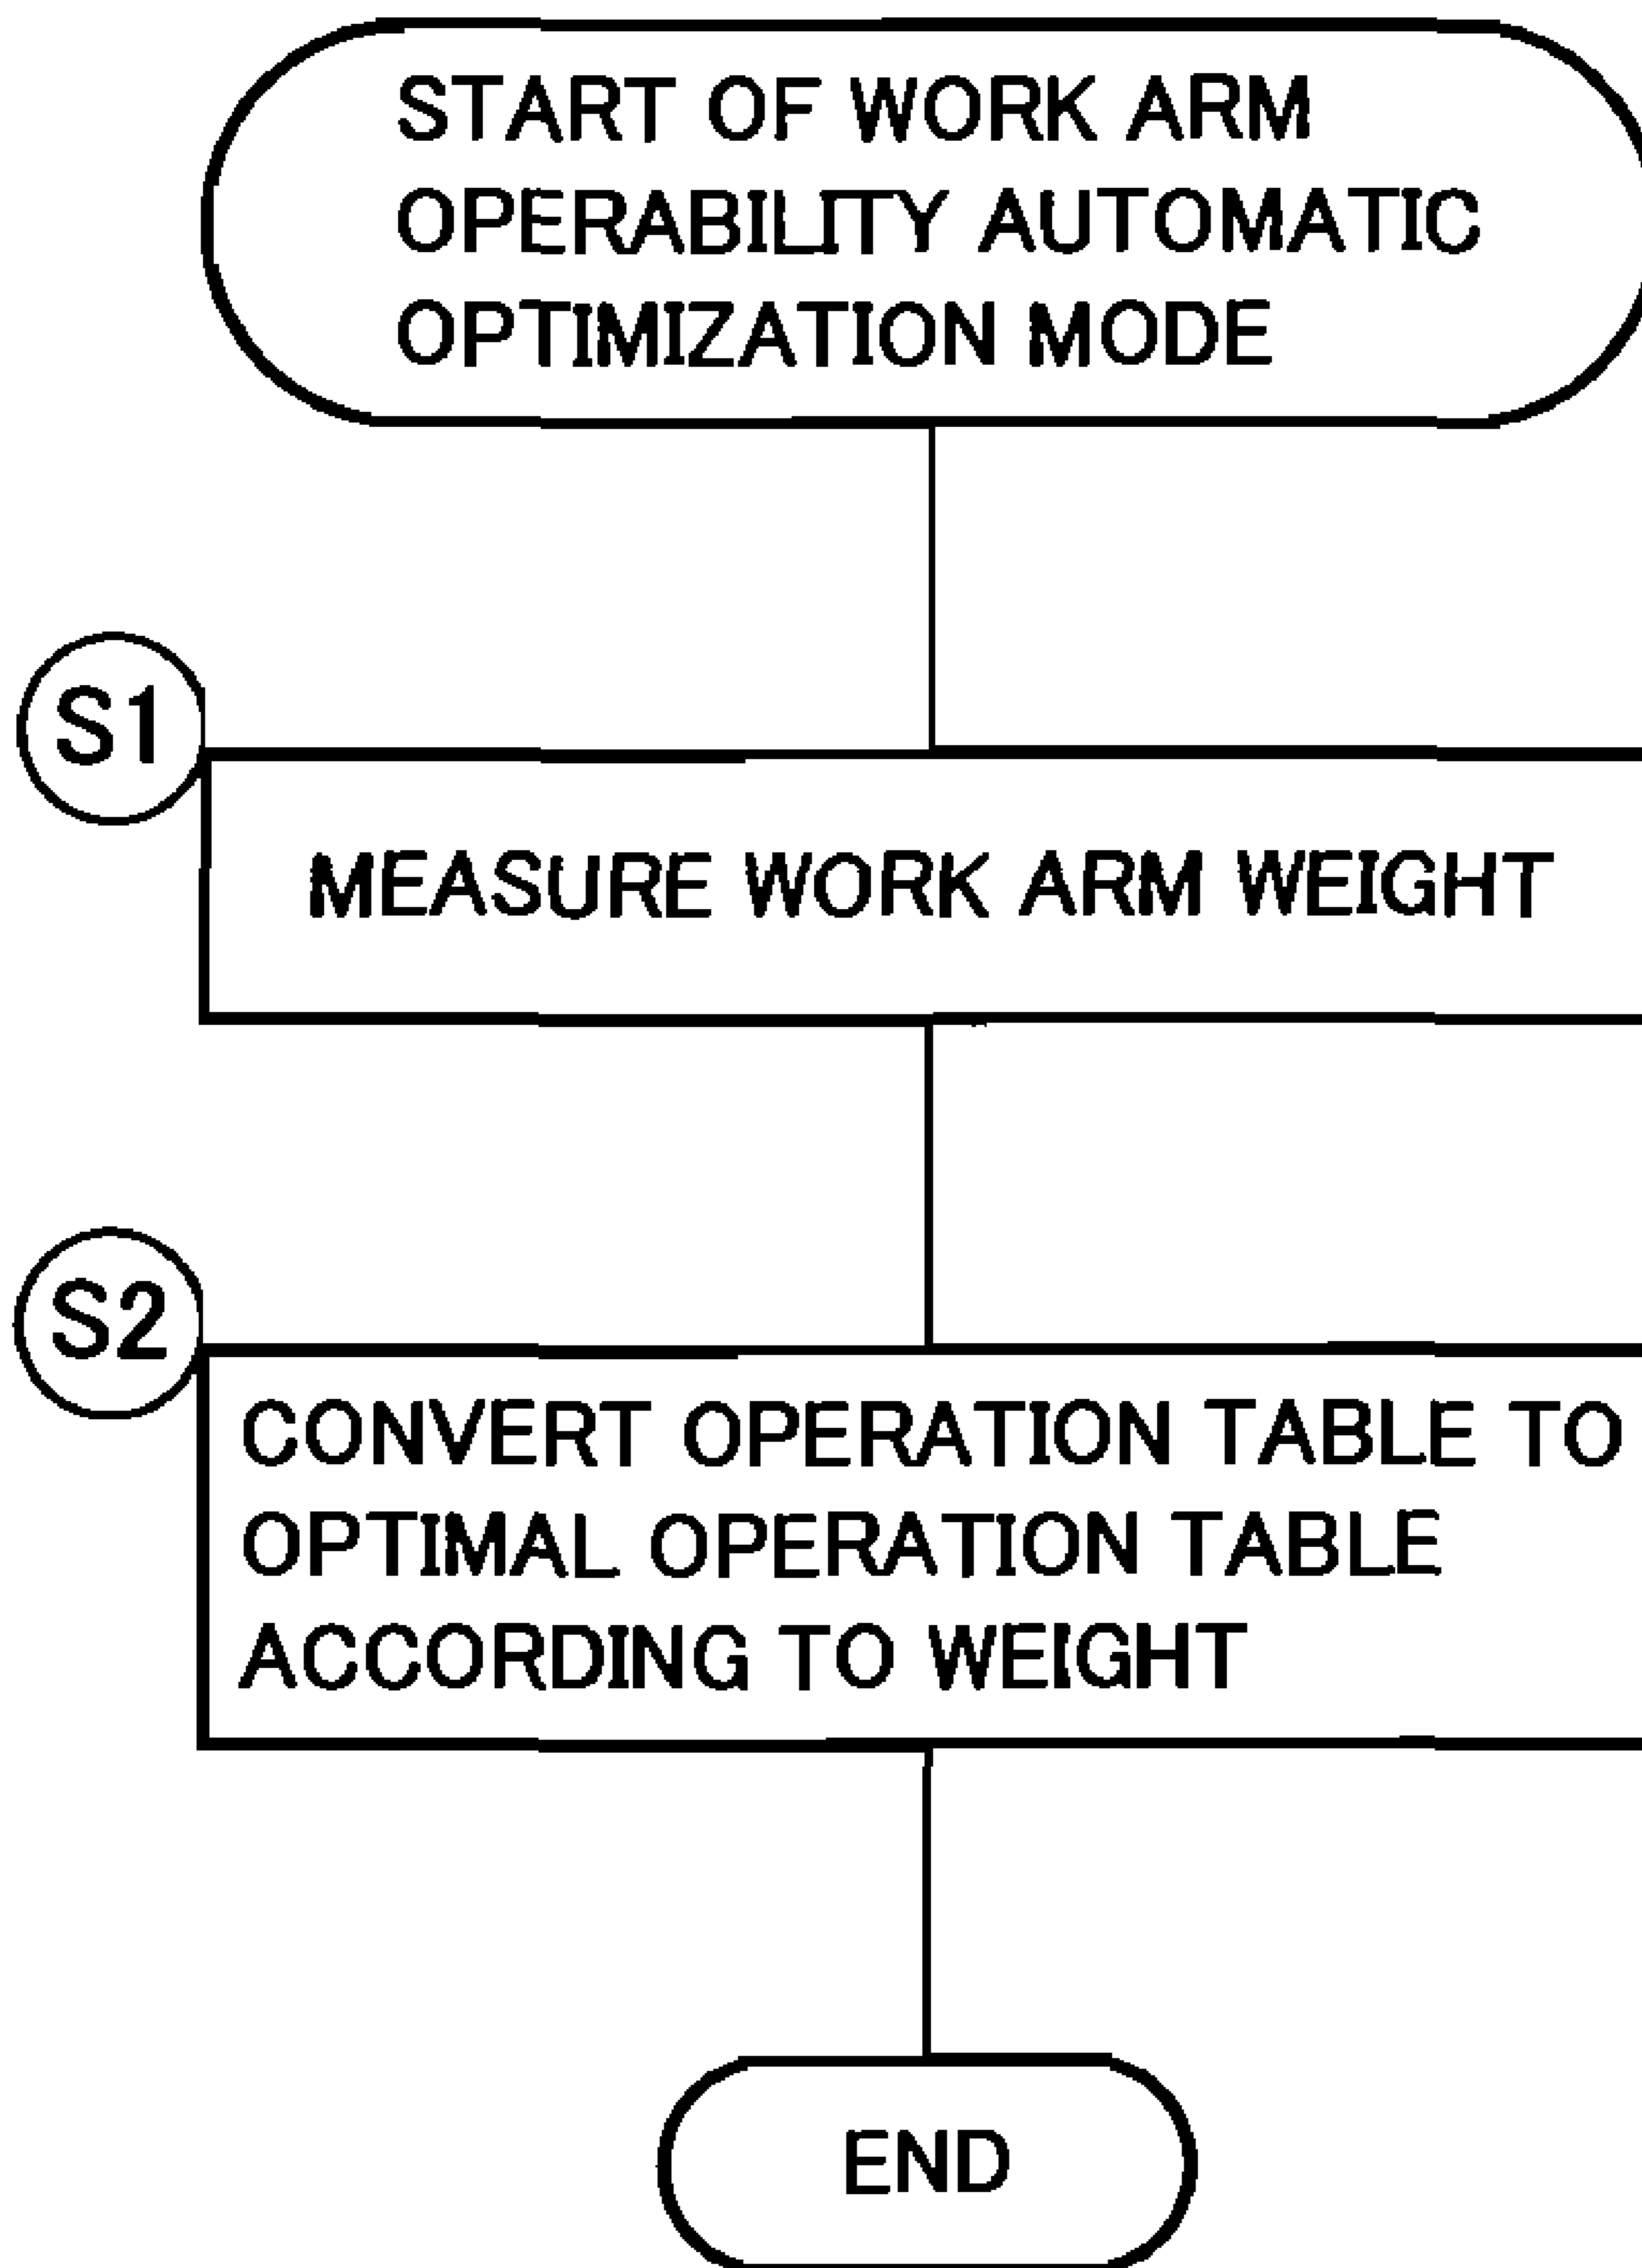 START OF WORK ARM
OPERABILITY AUTOMATIC
OPTIMIZATION MODE
S1
MEASURE WORK ARM WEIGHT
S2
CONVERT OPERATION TABLE TO
OPTIMAL OPERATION TABLE
ACCORDING TO WEIGHT
END